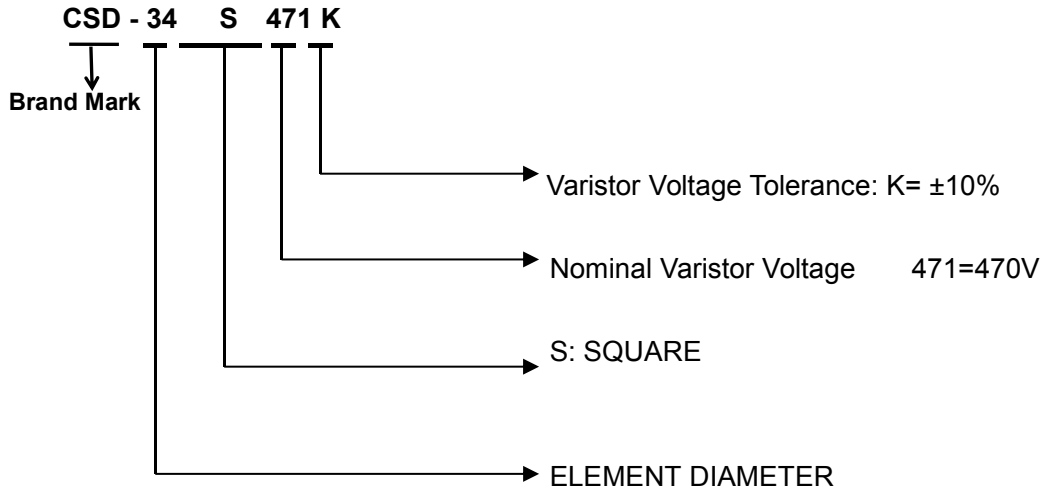 CSD - 34 S 471 K
Brand Mark
Varistor Voltage Tolerance: K= ±10%
Nominal Varistor Voltage 471=470V
S: SQUARE
ELEMENT DIAMETER